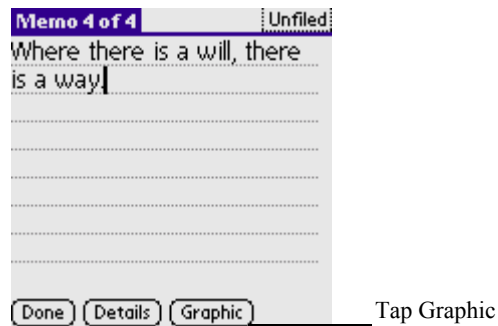 Memo 4 of 4 Unfiled
Where there is a will, there
is a way.
Done Details Graphic Tap Graphic